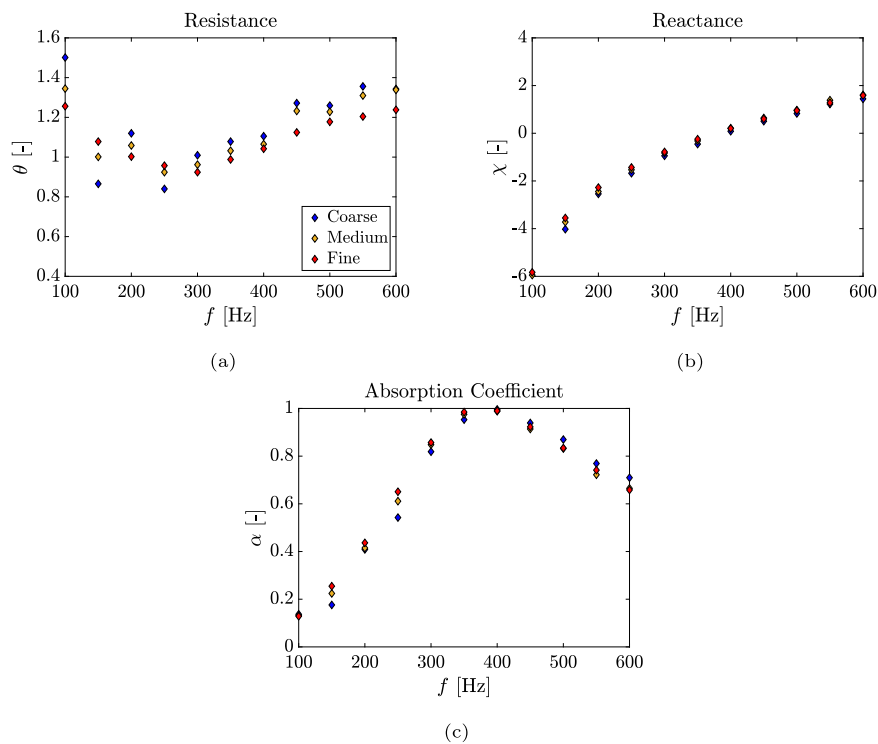 Resistance
1.6
1.4
1.2
1
0.8
0.6
0.4
θ [-]
100 200 300 400 500 600
f [Hz]
Coarse
Medium
Fine
(a)
Reactance
4
2
0
-2
-4
-6
χ [-]
100 200 300 400 500 600
f [Hz]
(b)
Absorption Coefficient
1
0.8
0.6
0.4
0.2
0
α [-]
100 200 300 400 500 600
f [Hz]
(c)